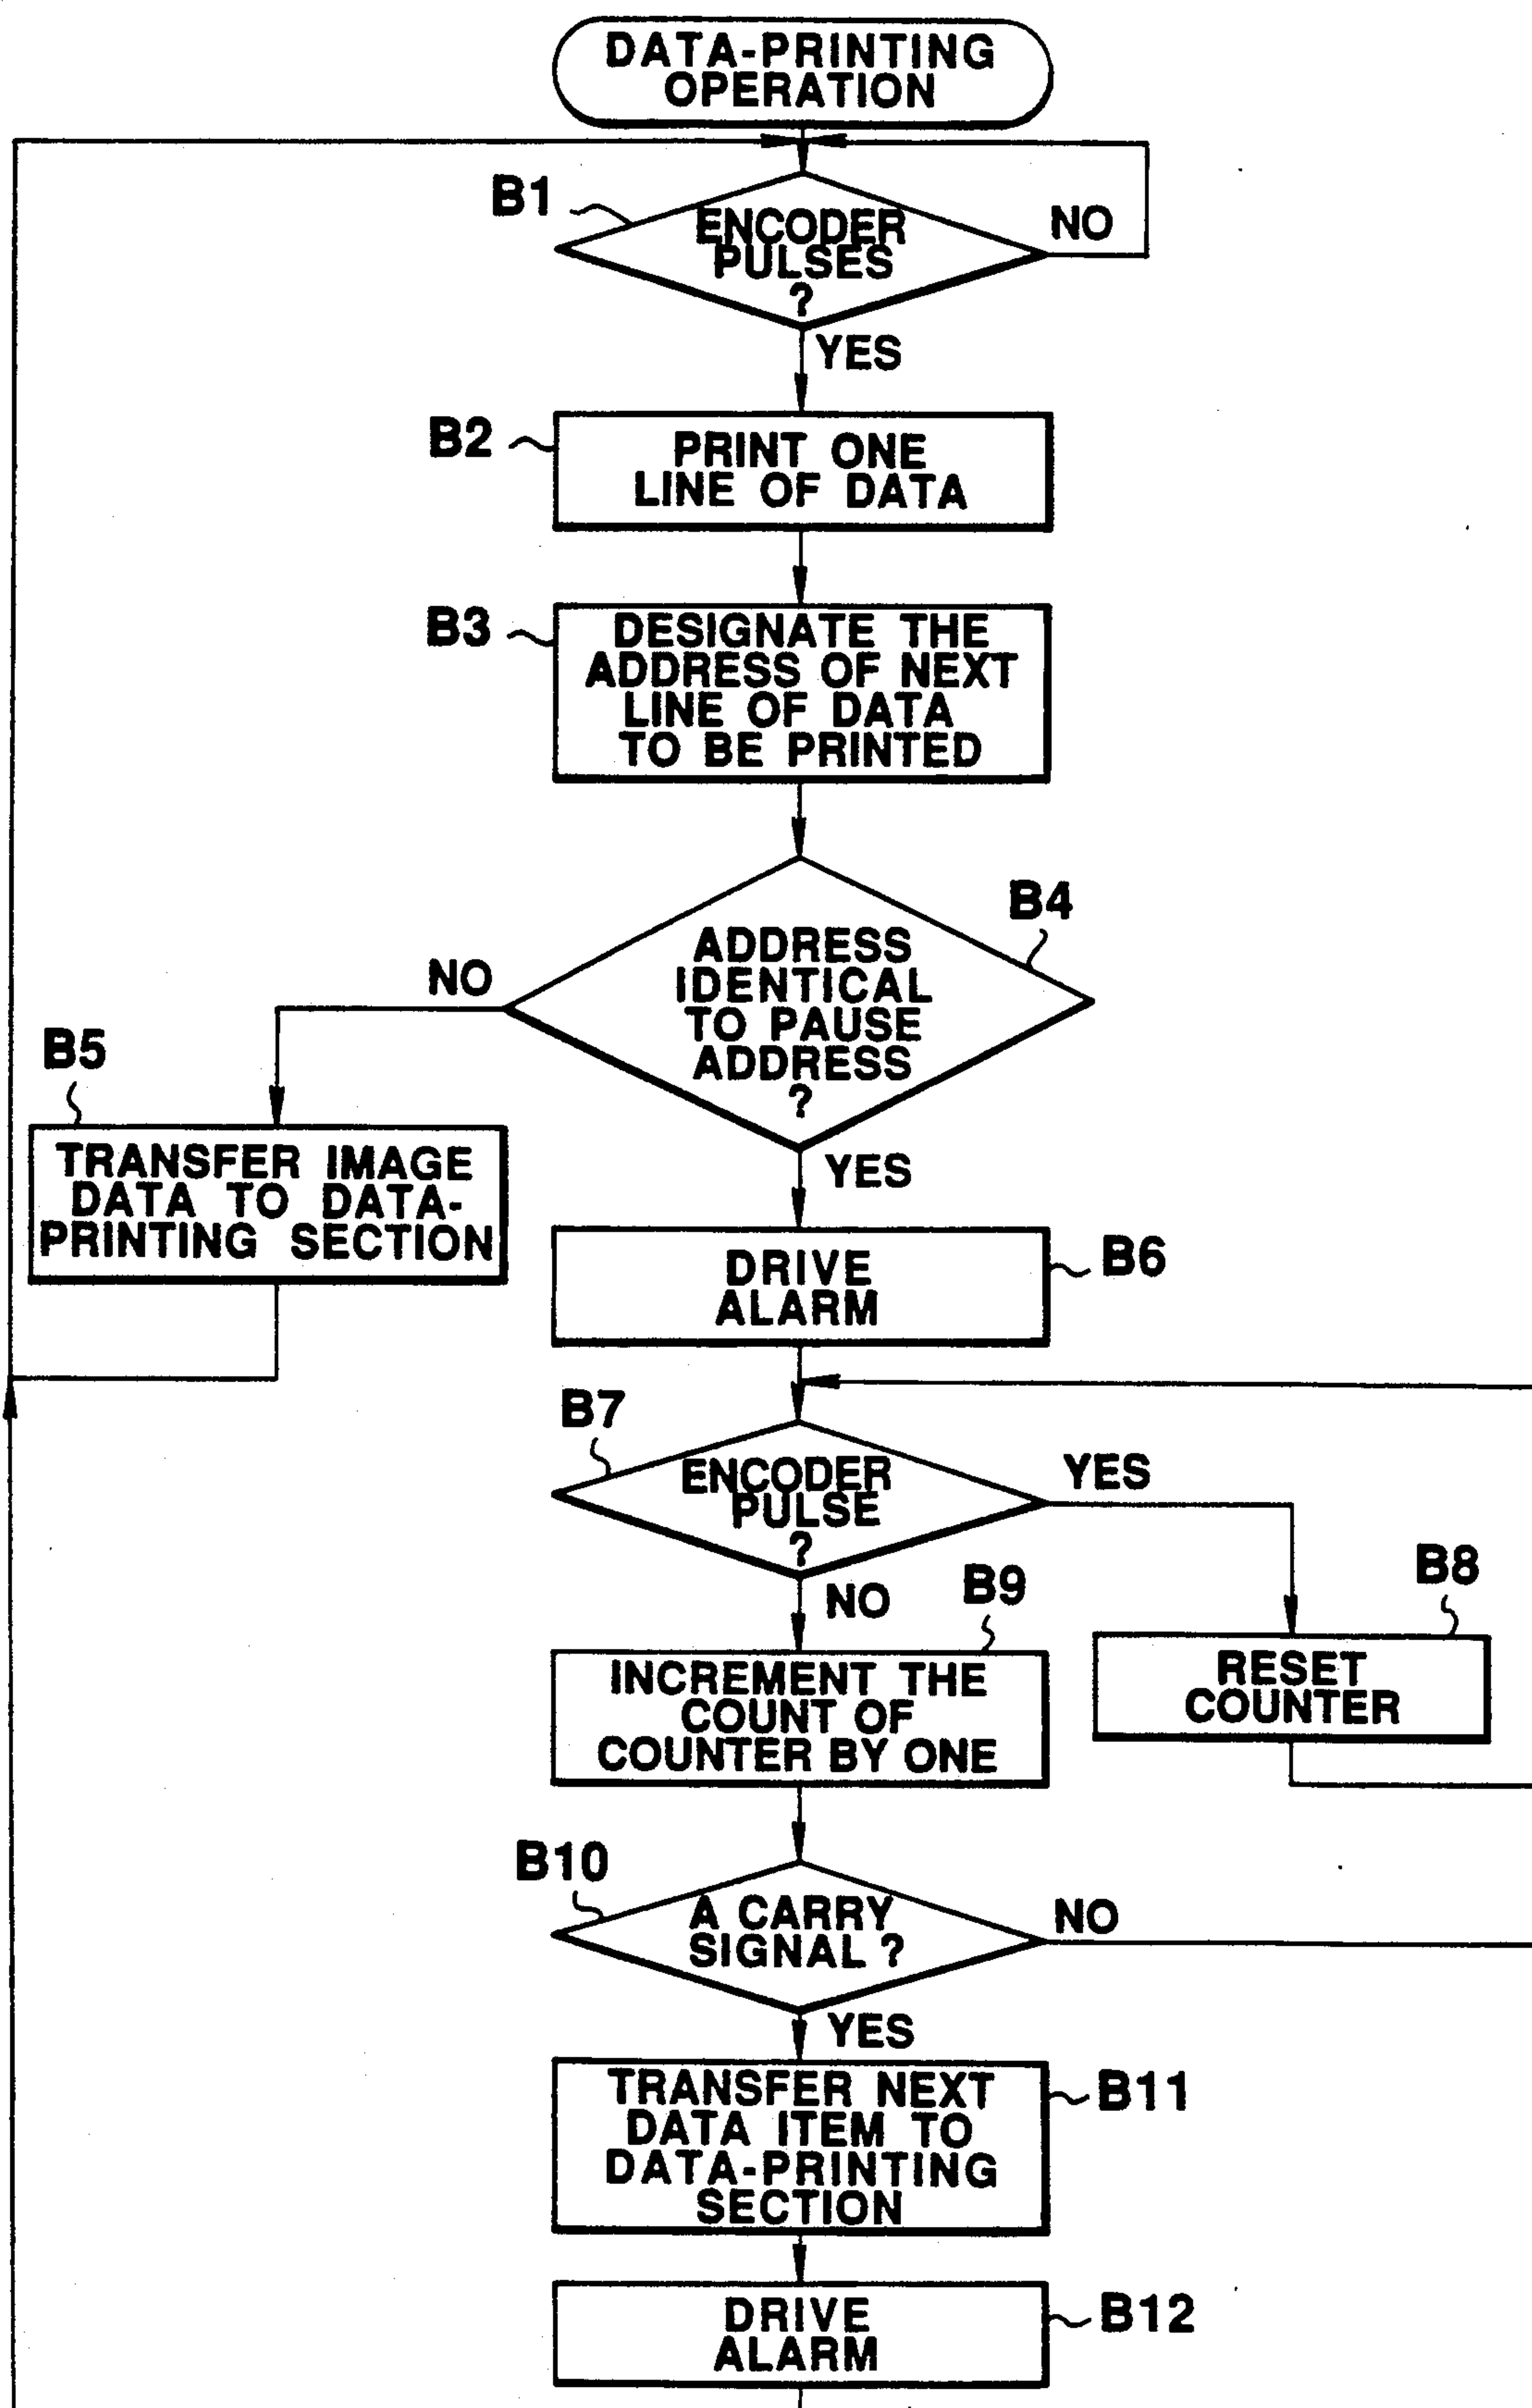 DATA-PRINTING
OPERATION
B1
ENCODER
PULSES
?
NO
YES
B2
PRINT ONE
LINE OF DATA
B3
DESIGNATE THE
ADDRESS OF NEXT
LINE OF DATA
TO BE PRINTED
B4
ADDRESS
IDENTICAL
TO PAUSE
ADDRESS
?
NO
YES
B5
TRANSFER IMAGE
DATA TO DATA-
PRINTING SECTION
DRIVE
ALARM
B6
B7
ENCODER
PULSE
?
YES
NO
B8
RESET
COUNTER
B9
INCREMENT THE
COUNT OF
COUNTER BY ONE
B10
A CARRY
SIGNAL ?
NO
YES
TRANSFER NEXT
DATA ITEM TO
DATA-PRINTING
SECTION
B11
DRIVE
ALARM
B12